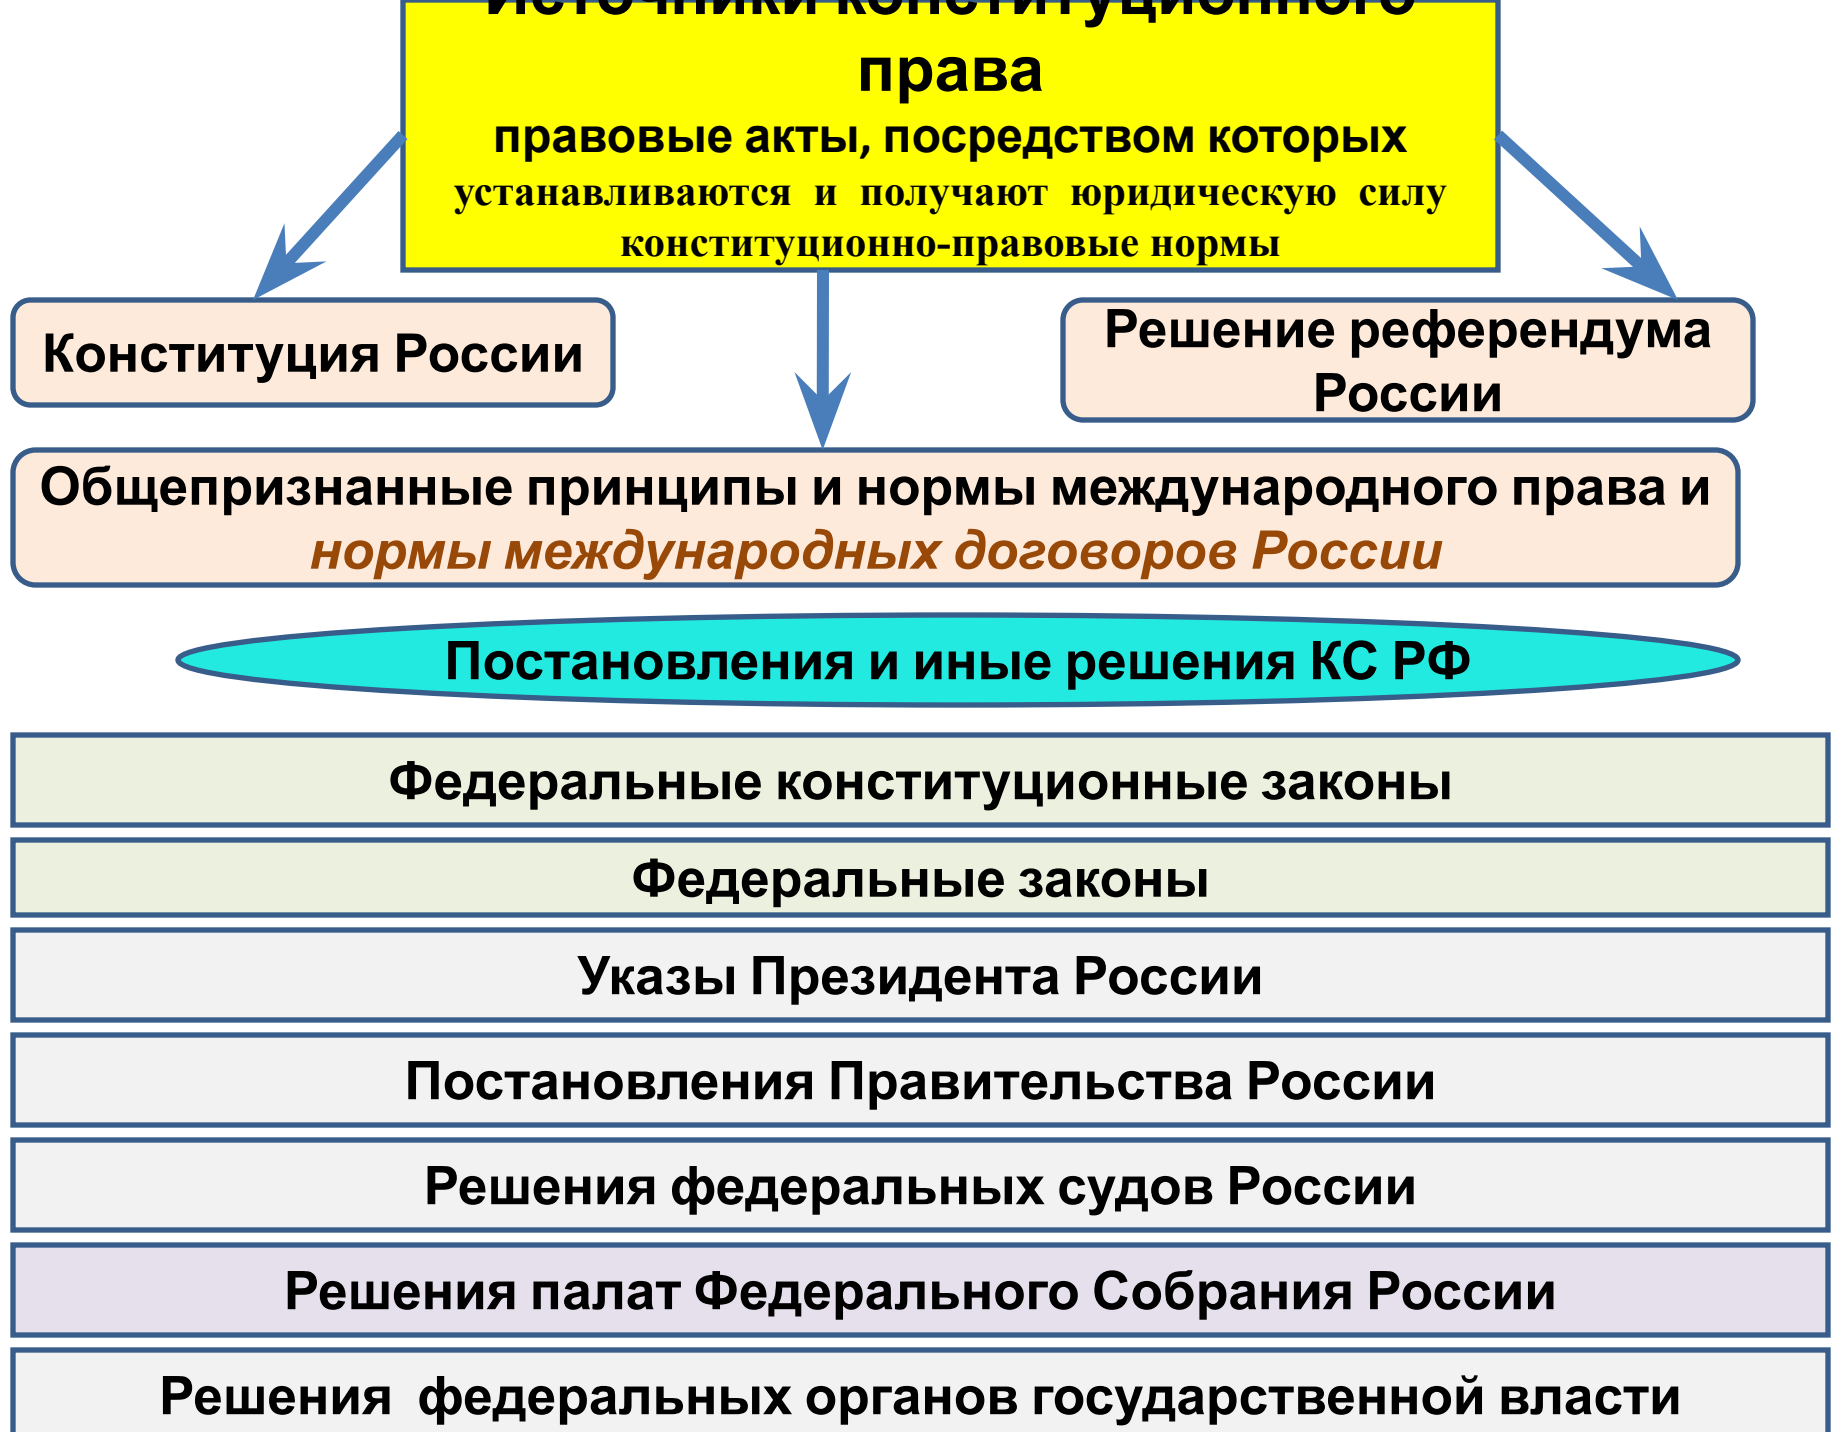 Источники конституционного
права
правовые акты, посредством которых
устанавливаются и получают юридическую силу
конституционно-правовые нормы
Конституция России
Решение референдума
России
Общепризнанные принципы и нормы международного права и
нормы международных договоров России
Постановления и иные решения КС РФ
Федеральные конституционные законы
Федеральные законы
Указы Президента России
Постановления Правительства России
Решения федеральных судов России
Решения палат Федерального Собрания России
Решения федеральных органов государственной власти